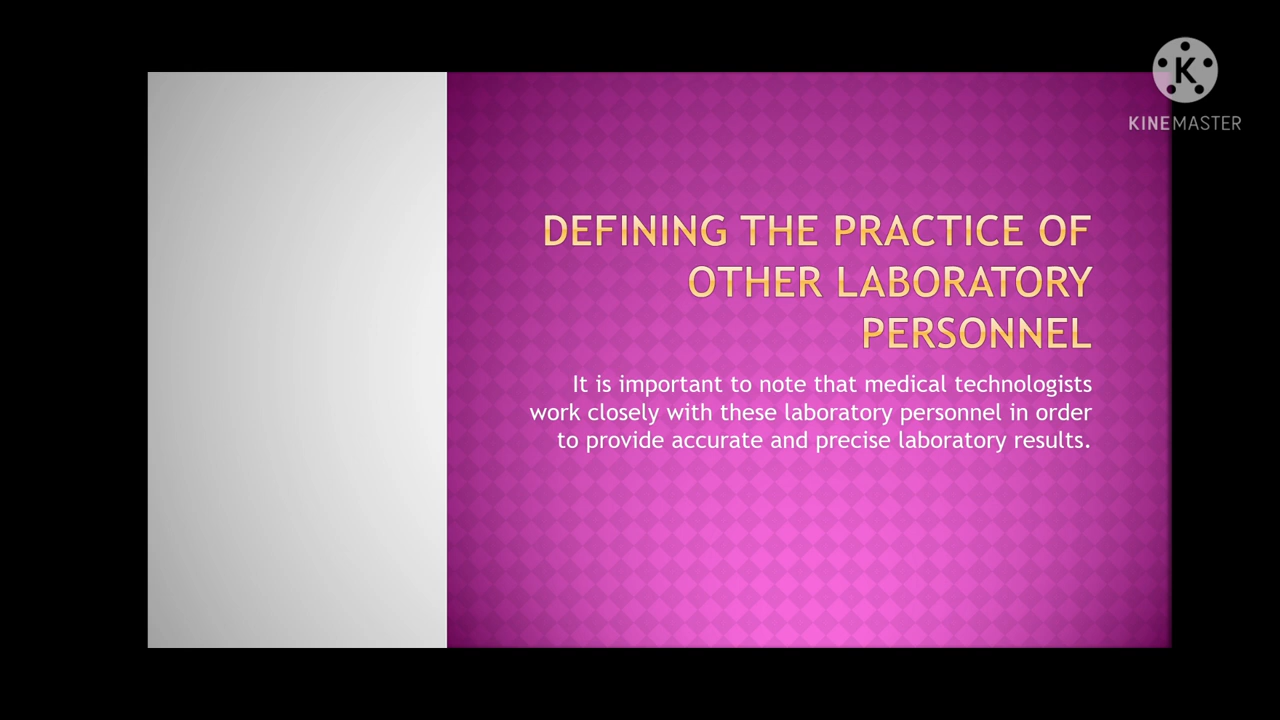 K
KINEMASTER
DEFINING THE PRACTICE OF
OTHER LABORATORY
PERSONNEL
It is important to note that medical technologists
work closely with these laboratory personnel in order
to provide accurate and precise laboratory results.